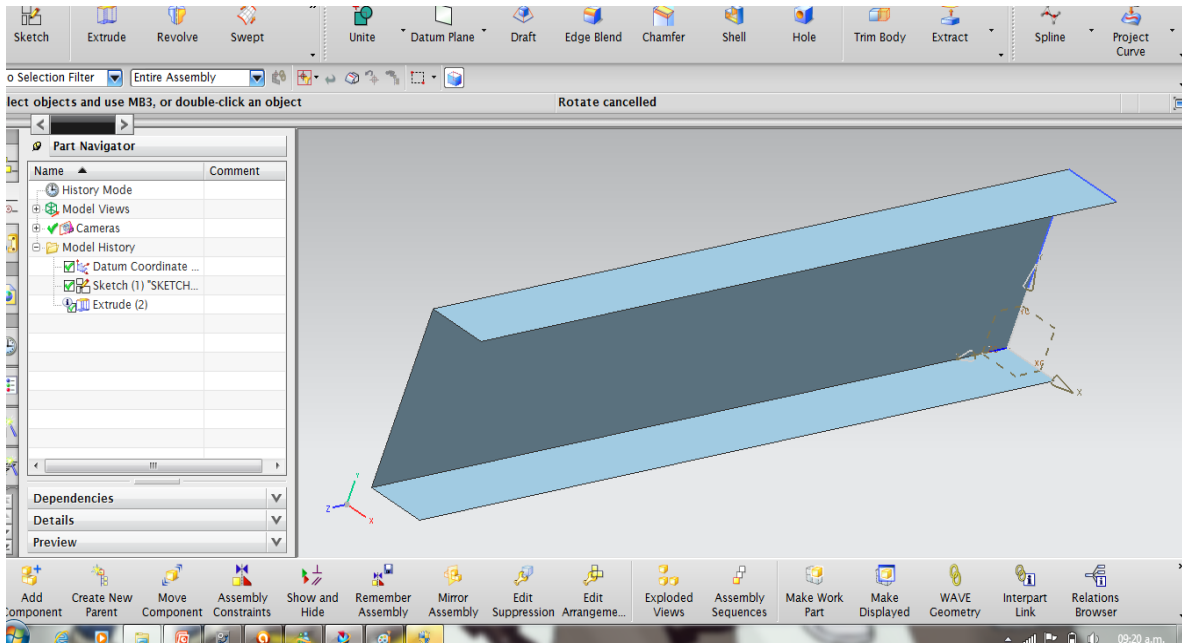 Sketch Extrude Revolve Swept Unite Datum Plane Draft Edge Blend Chamfer Shell Hole Trim Body Extract Spline Project Curve
o Selection Filter Entire Assembly
lect objects and use MB3, or double-click an object Rotate cancelled
Part Navigator
Name Comment
History Mode
Model Views
Cameras
Model History
Datum Coordinate ...
Sketch (1) "SKETCH...
Extrude (2)
Dependencies
Details
Preview
Y
Z
X
X
Add Component Create New Parent Move Component Assembly Constraints Show and Hide Remember Assembly Mirror Assembly Edit Suppression Edit Arrangeme... Exploded Views Assembly Sequences Make Work Part Make Displayed WAVE Geometry Interpart Link Relations Browser
09:20 a.m.